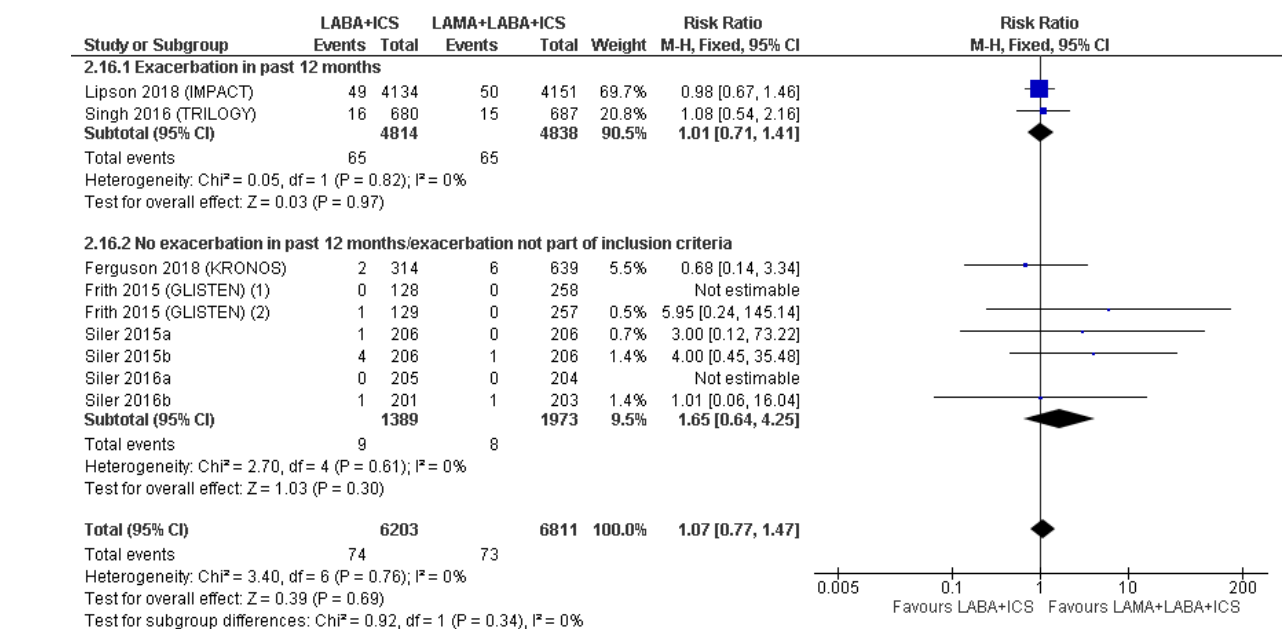 LABA+ICS LAMA+LABA+ICS Risk Ratio Risk Ratio
Study or Subgroup Events Total Events Total Weight M-H, Fixed, 95% CI M-H, Fixed, 95% CI
2.16.1 Exacerbation in past 12 months
Lipson 2018 (IMPACT) 49 4134 50 4151 69.7% 0.98 [0.67, 1.46]
Singh 2016 (TRILOGY) 16 680 15 687 20.8% 1.08 [0.54, 2.16]
Subtotal (95% CI) 4814 4838 90.5% 1.01 [0.71, 1.41]
Total events 65 65
Heterogeneity: Chi² = 0.05, df = 1 (P = 0.82); I² = 0%
Test for overall effect: Z = 0.03 (P = 0.97)
2.16.2 No exacerbation in past 12 months/exacerbation not part of inclusion criteria
Ferguson 2018 (KRONOS) 2 314 6 639 5.5% 0.68 [0.14, 3.34]
Frith 2015 (GLISTEN) (1) 0 128 0 258 Not estimable
Frith 2015 (GLISTEN) (2) 1 129 0 257 0.5% 5.95 [0.24, 145.14]
Siler 2015a 1 206 0 206 0.7% 3.00 [0.12, 73.22]
Siler 2015b 4 206 1 206 1.4% 4.00 [0.45, 35.48]
Siler 2016a 0 205 0 204 Not estimable
Siler 2016b 1 201 1 203 1.4% 1.01 [0.06, 16.04]
Subtotal (95% CI) 1389 1973 9.5% 1.65 [0.64, 4.25]
Total events 9 8
Heterogeneity: Chi² = 2.70, df = 4 (P = 0.61); I² = 0%
Test for overall effect: Z = 1.03 (P = 0.30)
Total (95% CI) 6203 6811 100.0% 1.07 [0.77, 1.47]
Total events 74 73
Heterogeneity: Chi² = 3.40, df = 6 (P = 0.76); I² = 0%
Test for overall effect: Z = 0.39 (P = 0.69)
Test for subgroup differences: Chi² = 0.92, df = 1 (P = 0.34), I² = 0%
0.005 0.1 1 10 200
Favours LABA+ICS Favours LAMA+LABA+ICS